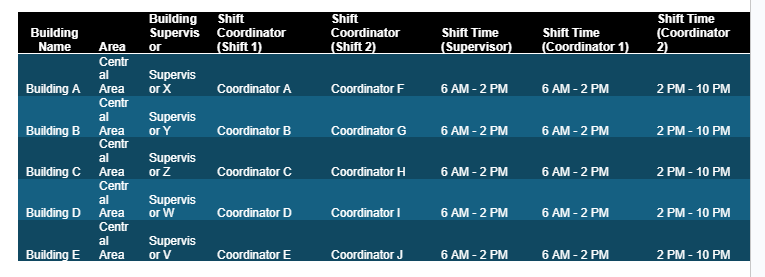 Building Name | Area | Building Supervisor | Shift Coordinator (Shift 1) | Shift Coordinator (Shift 2) | Shift Time (Supervisor) | Shift Time (Coordinator 1) | Shift Time (Coordinator 2)
Building A | Central Area | Supervisor X | Coordinator A | Coordinator F | 6 AM - 2 PM | 6 AM - 2 PM | 2 PM - 10 PM
Building B | Central Area | Supervisor Y | Coordinator B | Coordinator G | 6 AM - 2 PM | 6 AM - 2 PM | 2 PM - 10 PM
Building C | Central Area | Supervisor Z | Coordinator C | Coordinator H | 6 AM - 2 PM | 6 AM - 2 PM | 2 PM - 10 PM
Building D | Central Area | Supervisor W | Coordinator D | Coordinator I | 6 AM - 2 PM | 6 AM - 2 PM | 2 PM - 10 PM
Building E | Central Area | Supervisor V | Coordinator E | Coordinator J | 6 AM - 2 PM | 6 AM - 2 PM | 2 PM - 10 PM